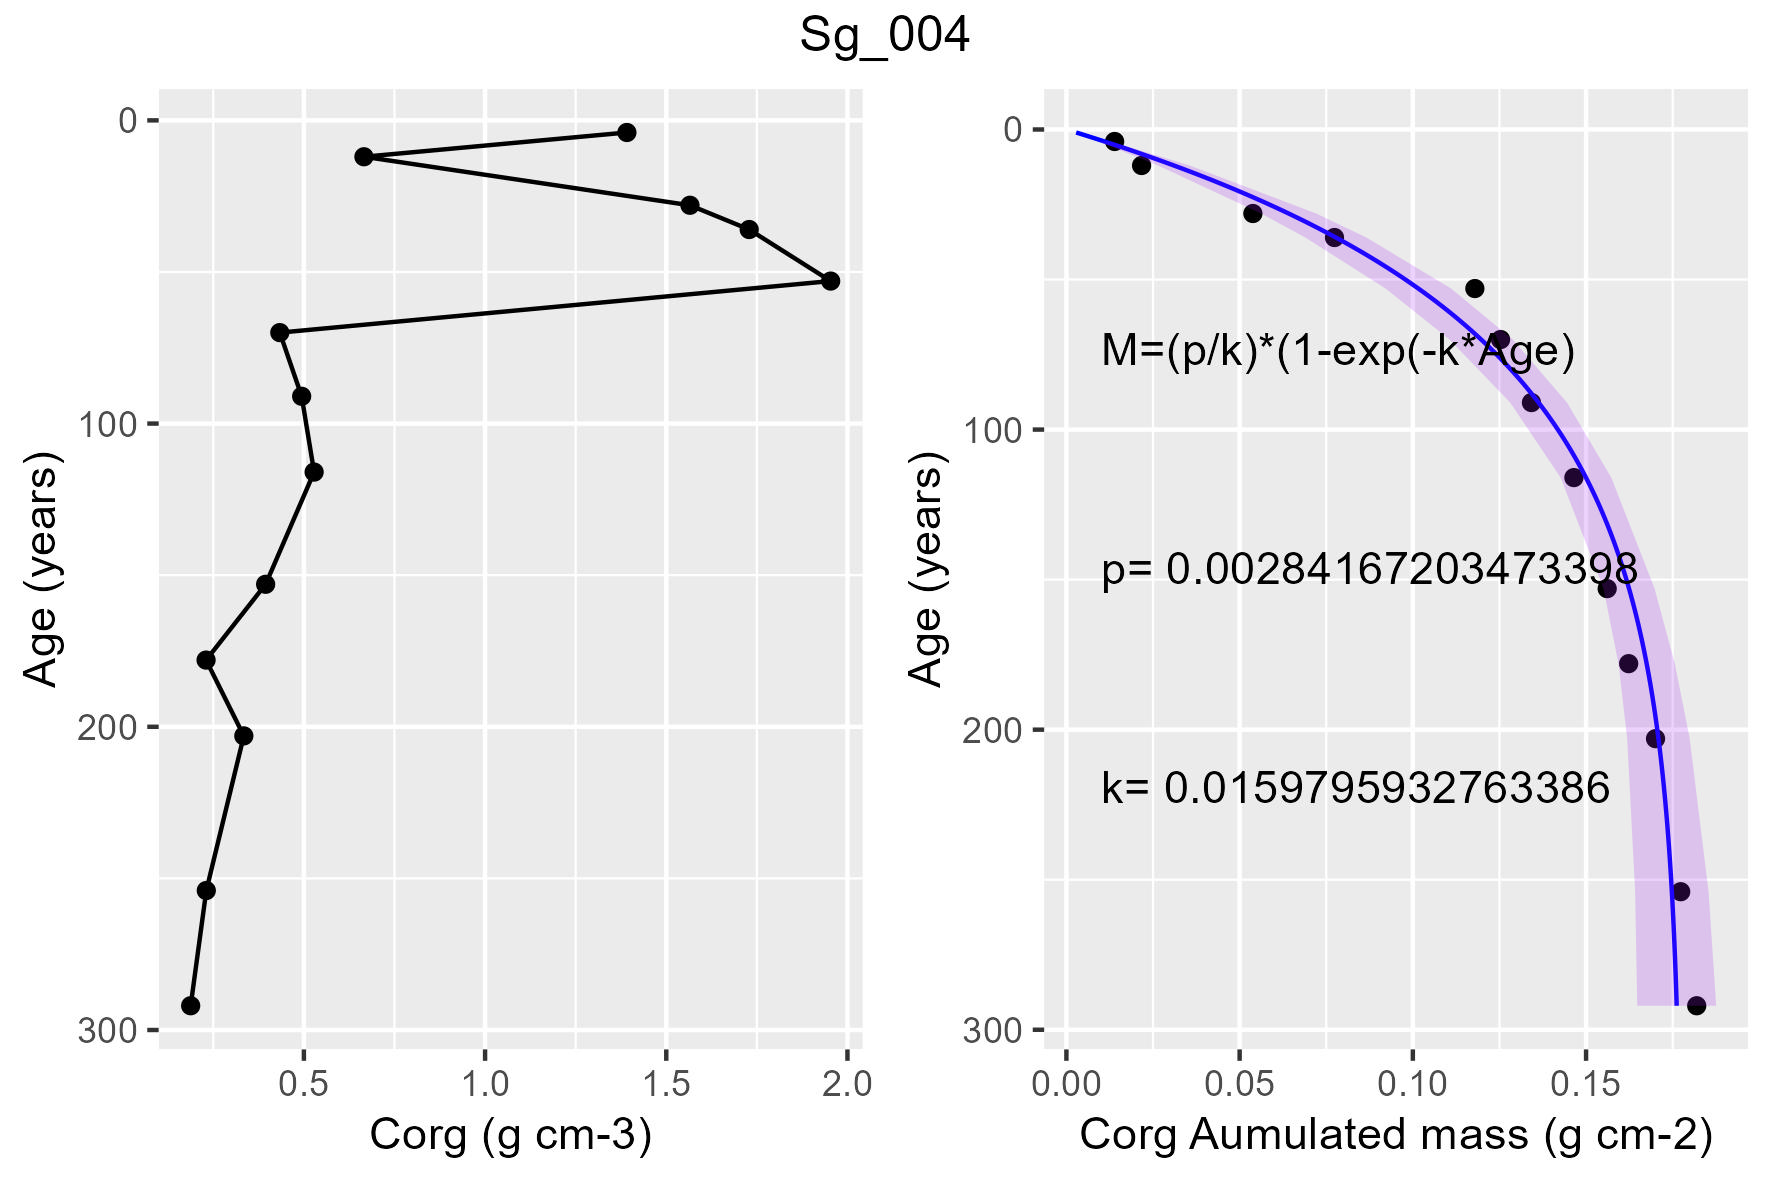 Sg_004
0
100
200
300
Age (years)
0.5
1.0
1.5
2.0
Corg (g cm-3)
0
100
200
300
Age (years)
M=(p/k)*(1-exp(-k*Age)
p= 0.00284167203473398
k= 0.0159795932763386
0.00
0.05
0.10
0.15
Corg Aumulated mass (g cm-2)